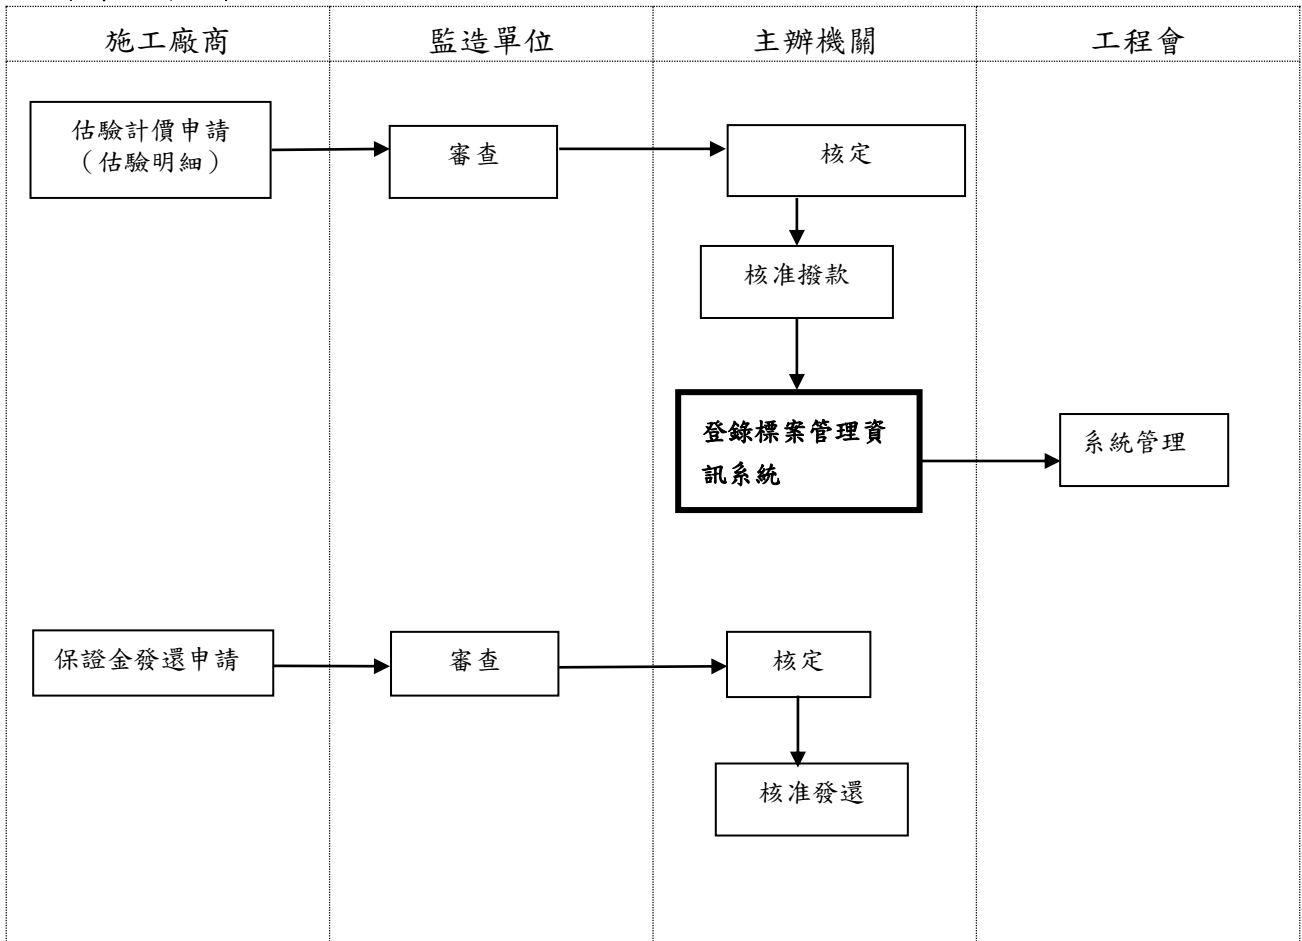 施工廠商
監造單位
主辦機關
工程會
估驗計價申請
（估驗明細）
審查
核定
核准撥款
登錄標案管理資
訊系統
系統管理
保證金發還申請
審查
核定
核准發還